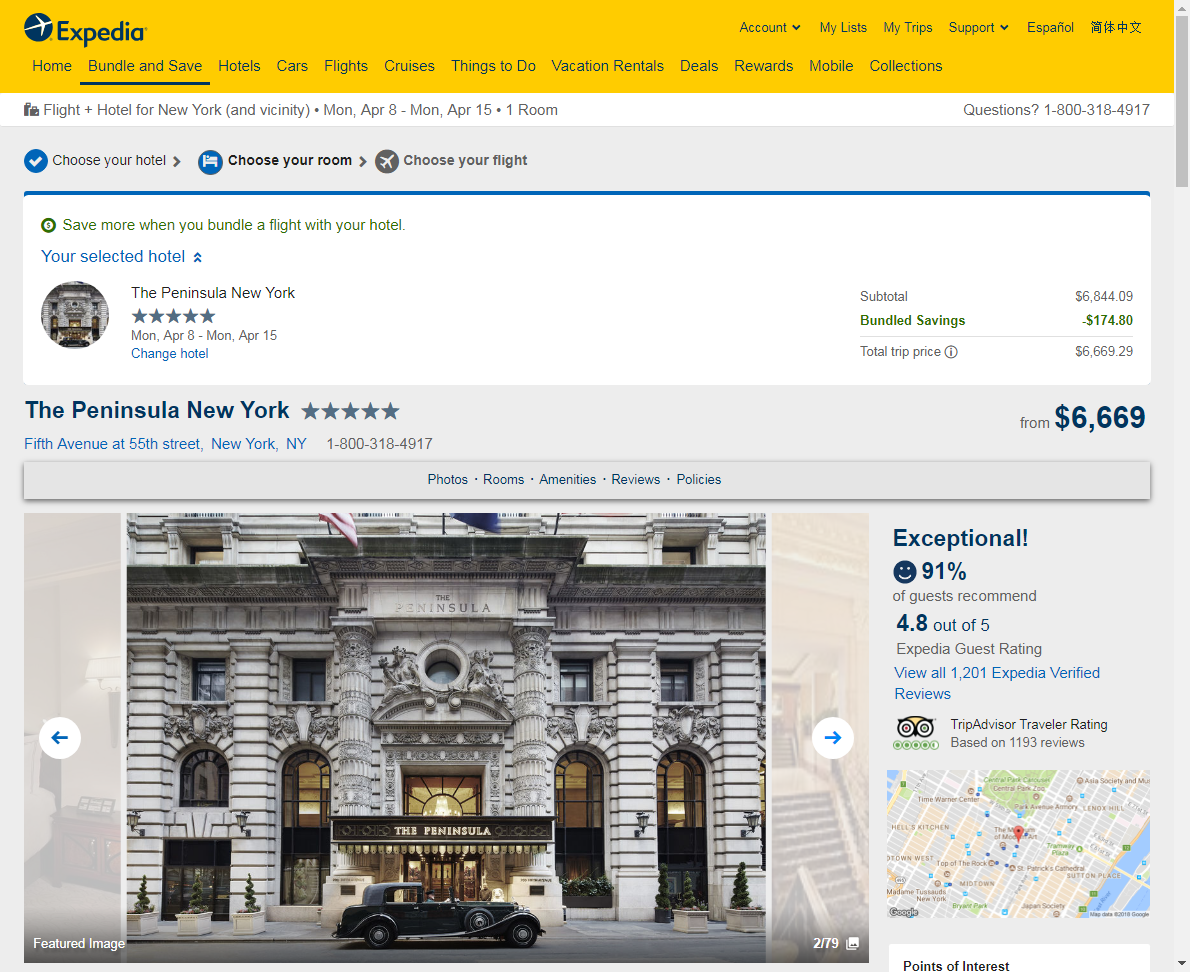 Expedia
Account My Lists My Trips Support Español 简体中文
Home Bundle and Save Hotels Cars Flights Cruises Things to Do Vacation Rentals Deals Rewards Mobile Collections
Flight + Hotel for New York (and vicinity) • Mon, Apr 8 - Mon, Apr 15 • 1 Room
Questions? 1-800-318-4917
Choose your hotel Choose your room Choose your flight
Save more when you bundle a flight with your hotel.
Your selected hotel
The Peninsula New York
Mon, Apr 8 - Mon, Apr 15
Change hotel
Subtotal $6,844.09
Bundled Savings -$174.80
Total trip price $6,669.29
The Peninsula New York
from $6,669
Fifth Avenue at 55th street, New York, NY 1-800-318-4917
Photos · Rooms · Amenities · Reviews · Policies
THE
PENINSULA
THE PENINSULA
Featured Image
2/79
Exceptional!
91%
of guests recommend
4.8 out of 5
Expedia Guest Rating
View all 1,201 Expedia Verified
Reviews
TripAdvisor Traveler Rating
Based on 1193 reviews
Central Park Carousel
Central Park Zoo
Asia Society and Mus
Time Warner Center
Park Avenue Armory
LENOX HILL
HELL'S KITCHEN
The Museum
of Modern Art
Tramway
Plaza
TOWN WEST
Top of The Rock
St. Patrick's Cathedral
SUTTON PLACE
MIDTOWN
Madame Tussauds
New York
Bryant Park
Japan Society
Google
Map data ©2018 Google
Points of Interest